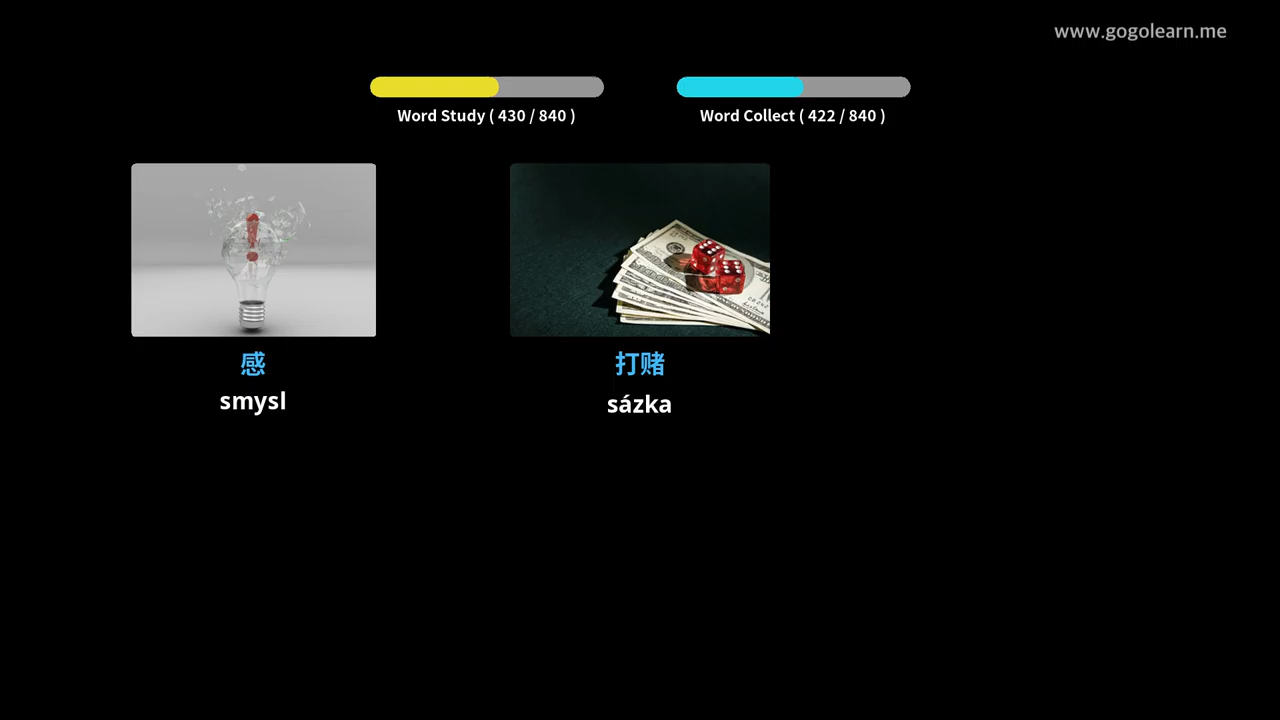 www.gogolearn.me
Word Study ( 430 / 840 )
Word Collect ( 422 / 840 )
感
smysl
打赌
sázka